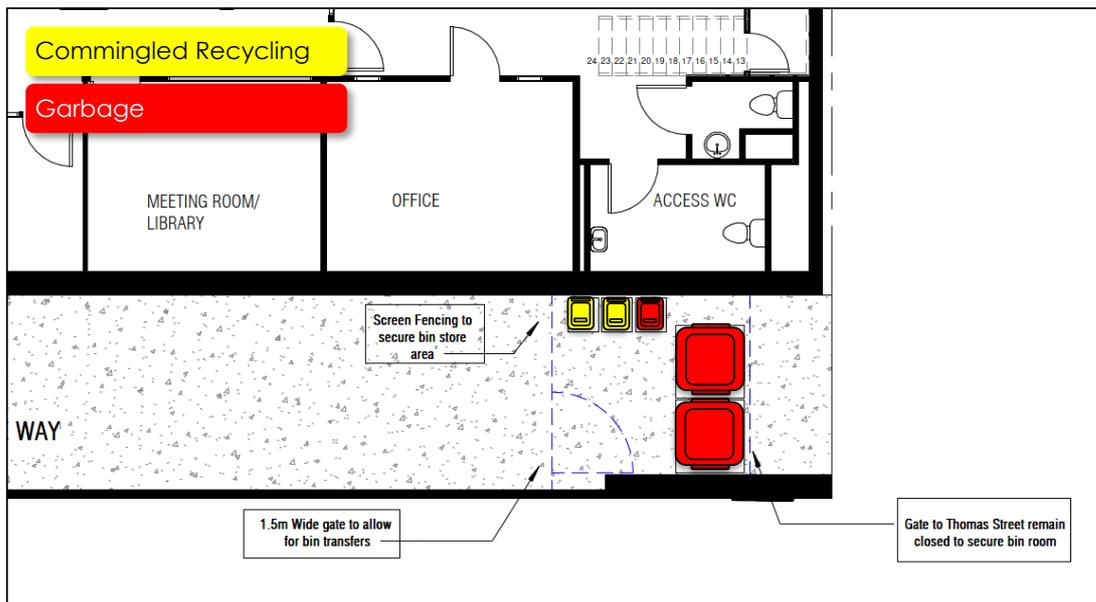 Commingled Recycling
Garbage
24 23 22 21 20 19 18 17 16 15 14 13
MEETING ROOM/
LIBRARY
OFFICE
ACCESS WC
Screen Fencing to
secure bin store
area
WAY
1.5m Wide gate to allow
for bin transfers
Gate to Thomas Street remain
closed to secure bin room